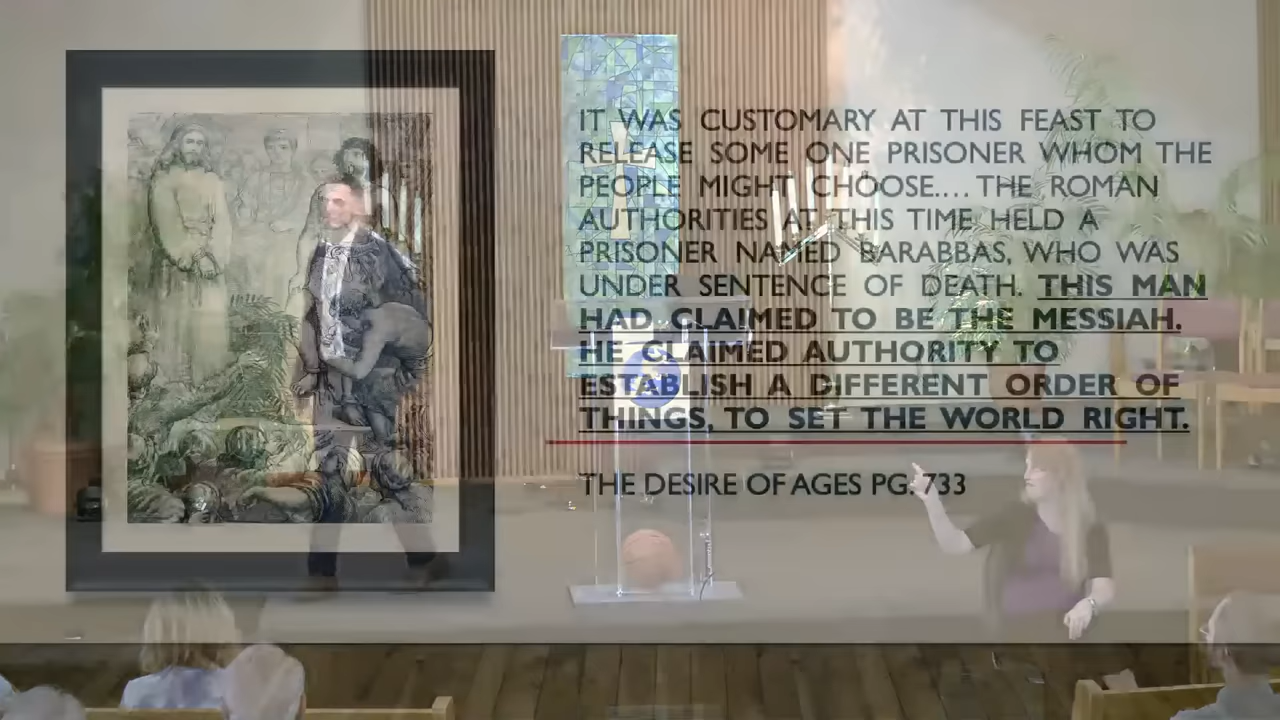 IT WAS CUSTOMARY AT THIS FEAST TO
RELEASE SOME ONE PRISONER WHOM THE
PEOPLE MIGHT CHOOSE.... THE ROMAN
AUTHORITIES AT THIS TIME HELD A
PRISONER NAMED BARABBAS, WHO WAS
UNDER SENTENCE OF DEATH. THIS MAN
HAD CLAIMED TO BE THE MESSIAH.
HE CLAIMED AUTHORITY TO
ESTABLISH A DIFFERENT ORDER OF
THINGS, TO SET THE WORLD RIGHT.
THE DESIRE OF AGES PG. 733